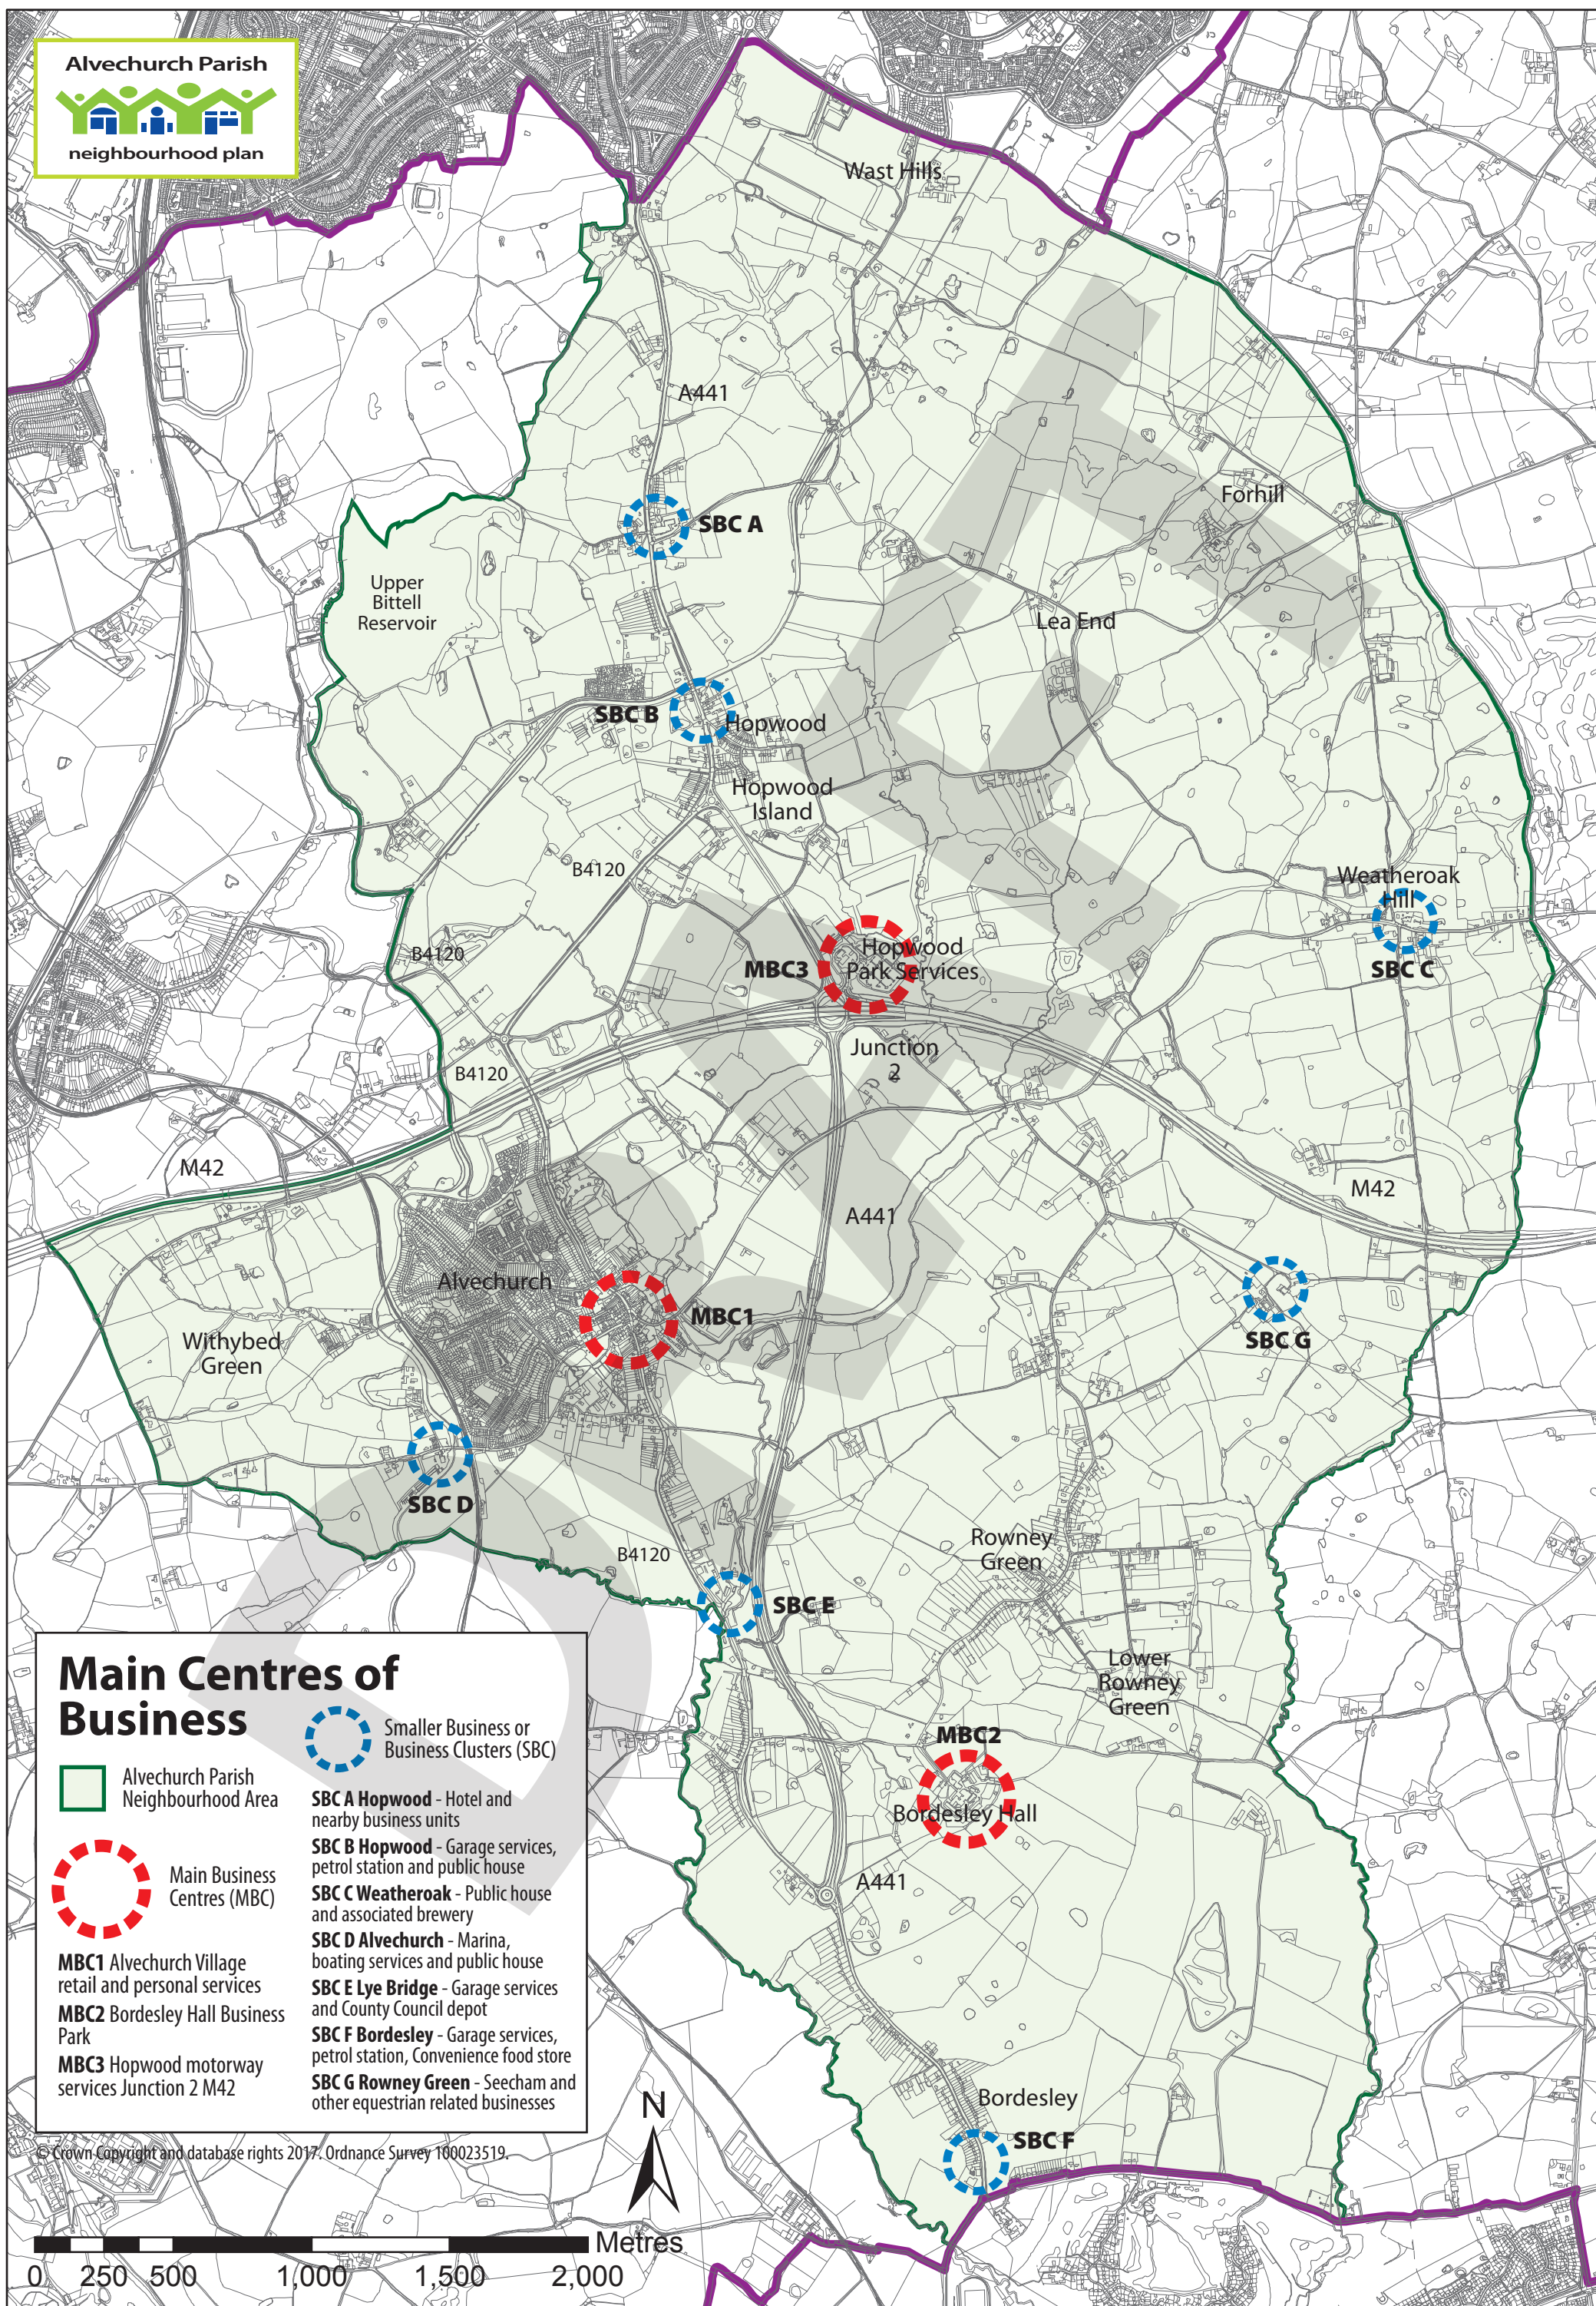 Alvechurch Parish
neighbourhood plan
Wast Hills
A441
Forhill
SBC A
Upper
Bittell
Reservoir
Lea End
SBC B
Hopwood
Hopwood
Island
B4120
Weatheroak
Hill
SBC C
B4120
MBC3
Hopwood
Park Services
Junction
2
B4120
M42
M42
A441
Alvechurch
MBC1
SBC G
Withybed
Green
SBC D
Rowney
Green
B4120
SBC E
Lower
Rowney
Green
MBC2
Bordesley Hall
A441
Bordesley
SBC F
DRAFT
Main Centres of
Business
Alvechurch Parish
Neighbourhood Area
Main Business
Centres (MBC)
MBC1 Alvechurch Village
retail and personal services
MBC2 Bordesley Hall Business
Park
MBC3 Hopwood motorway
services Junction 2 M42
Smaller Business or
Business Clusters (SBC)
SBC A Hopwood - Hotel and
nearby business units
SBC B Hopwood - Garage services,
petrol station and public house
SBC C Weatheroak - Public house
and associated brewery
SBC D Alvechurch - Marina,
boating services and public house
SBC E Lye Bridge - Garage services
and County Council depot
SBC F Bordesley - Garage services,
petrol station, Convenience food store
SBC G Rowney Green - Seecham and
other equestrian related businesses
© Crown Copyright and database rights 2017. Ordnance Survey 100023519.
N
Metres
0 250 500 1,000 1,500 2,000